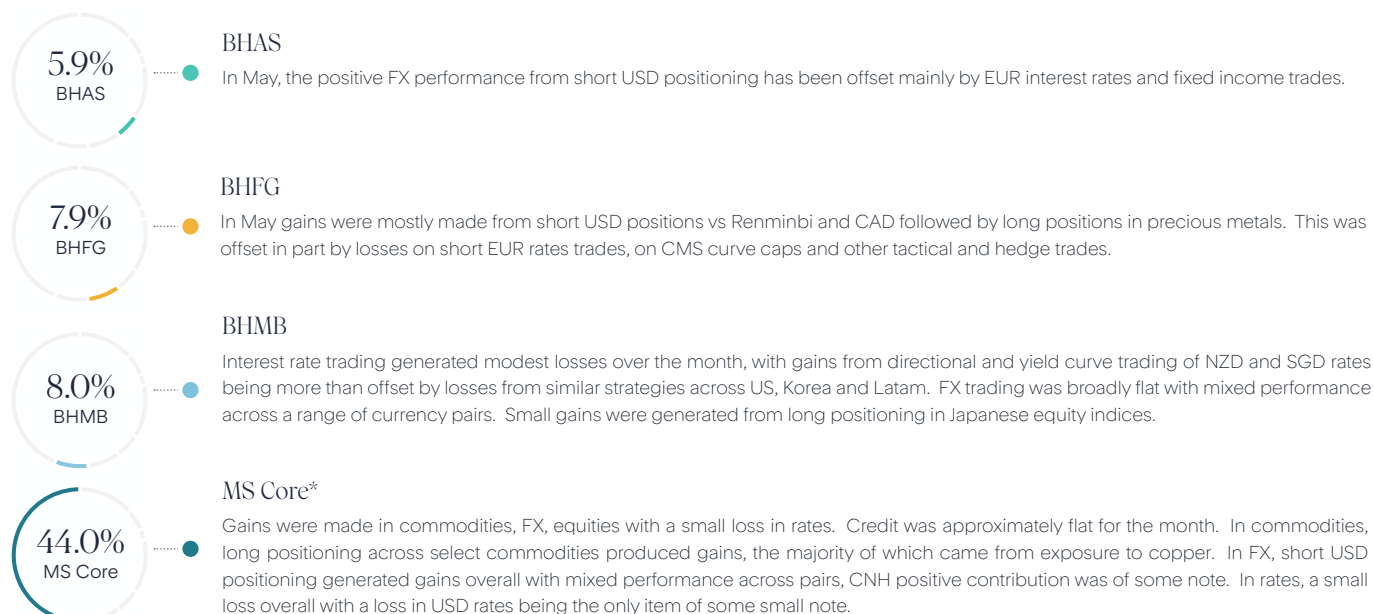 5.9%
BHAS
BHAS
In May, the positive FX performance from short USD positioning has been offset mainly by EUR interest rates and fixed income trades.
7.9%
BHFG
BHFG
In May gains were mostly made from short USD positions vs Renminbi and CAD followed by long positions in precious metals. This was
offset in part by losses on short EUR rates trades, on CMS curve caps and other tactical and hedge trades.
8.0%
BHMB
BHMB
Interest rate trading generated modest losses over the month, with gains from directional and yield curve trading of NZD and SGD rates
being more than offset by losses from similar strategies across US, Korea and Latam. FX trading was broadly flat with mixed performance
across a range of currency pairs. Small gains were generated from long positioning in Japanese equity indices.
44.0%
MS Core
MS Core*
Gains were made in commodities, FX, equities with a small loss in rates. Credit was approximately flat for the month. In commodities,
long positioning across select commodities produced gains, the majority of which came from exposure to copper. In FX, short USD
positioning generated gains overall with mixed performance across pairs, CNH positive contribution was of some note. In rates, a small
loss overall with a loss in USD rates being the only item of some small note.